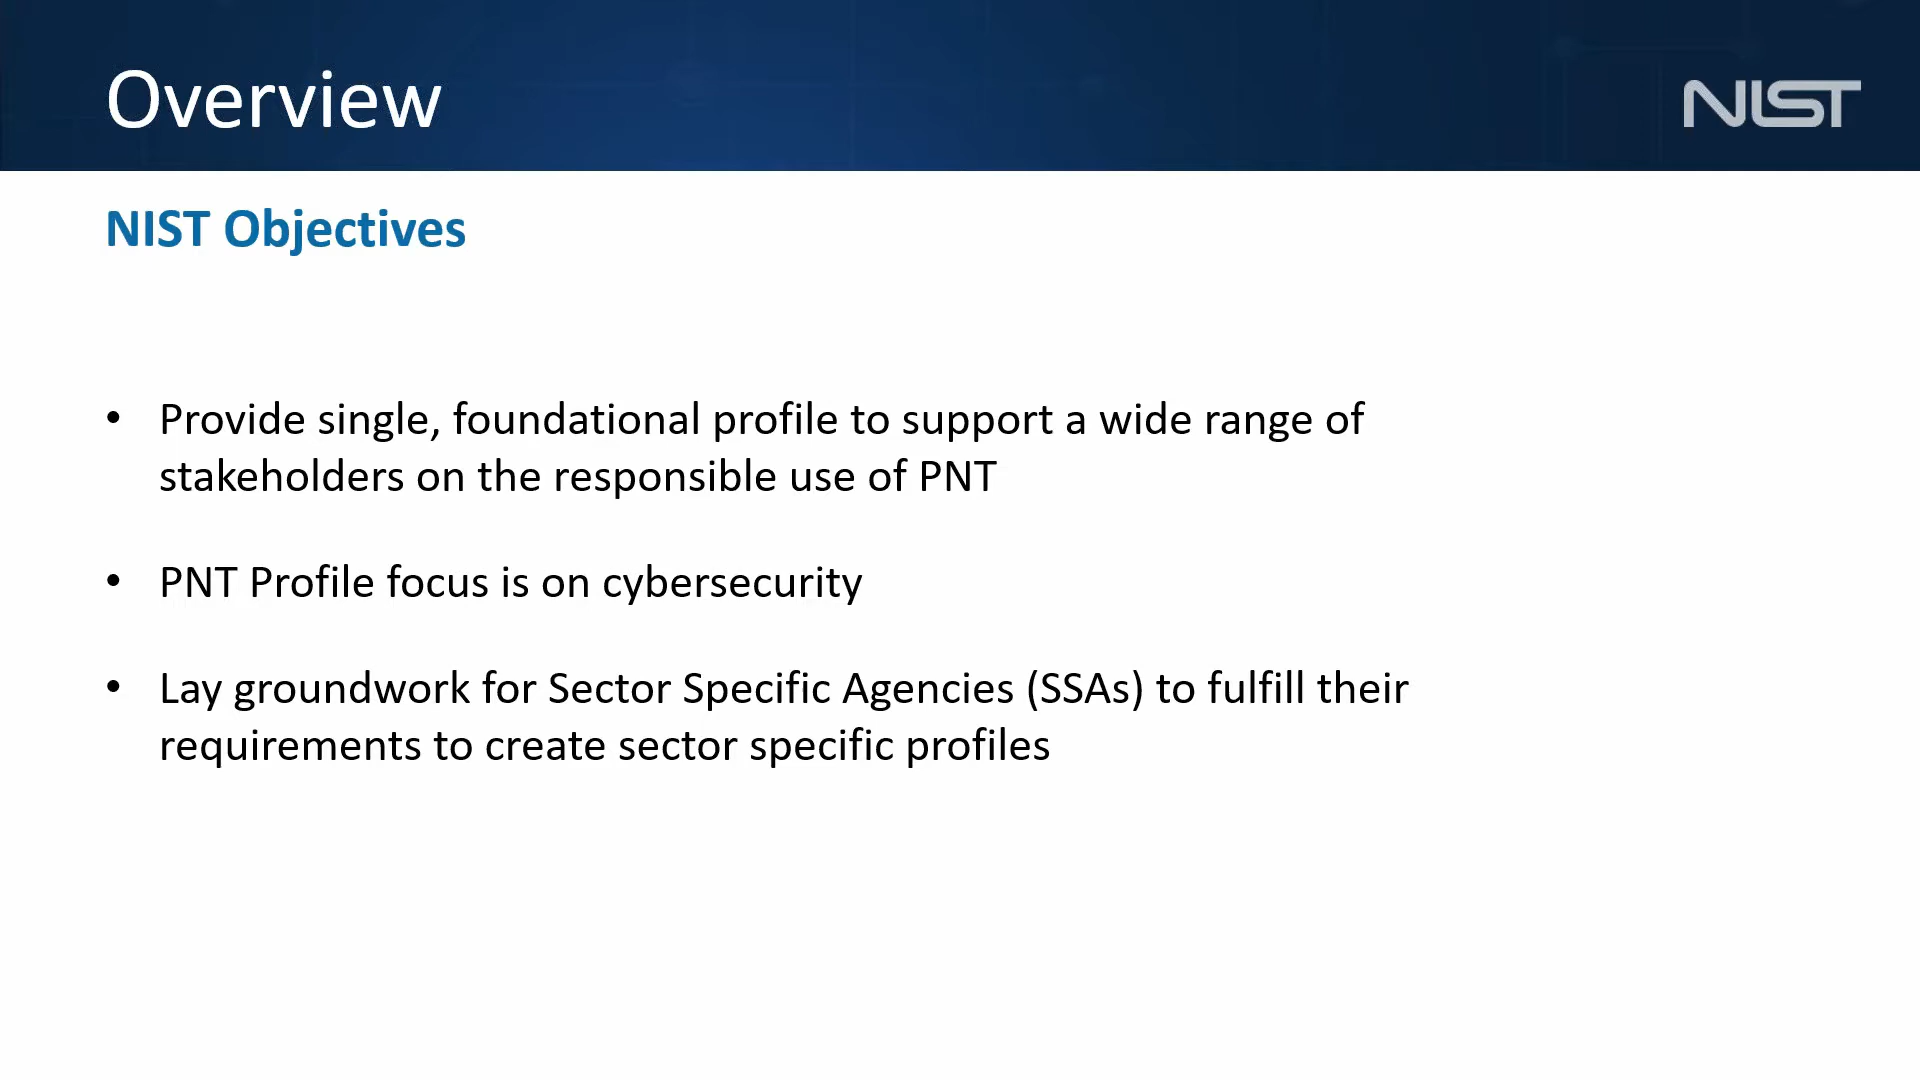 Overview
NIST
NIST Objectives
• Provide single, foundational profile to support a wide range of
stakeholders on the responsible use of PNT
• PNT Profile focus is on cybersecurity
• Lay groundwork for Sector Specific Agencies (SSAs) to fulfill their
requirements to create sector specific profiles